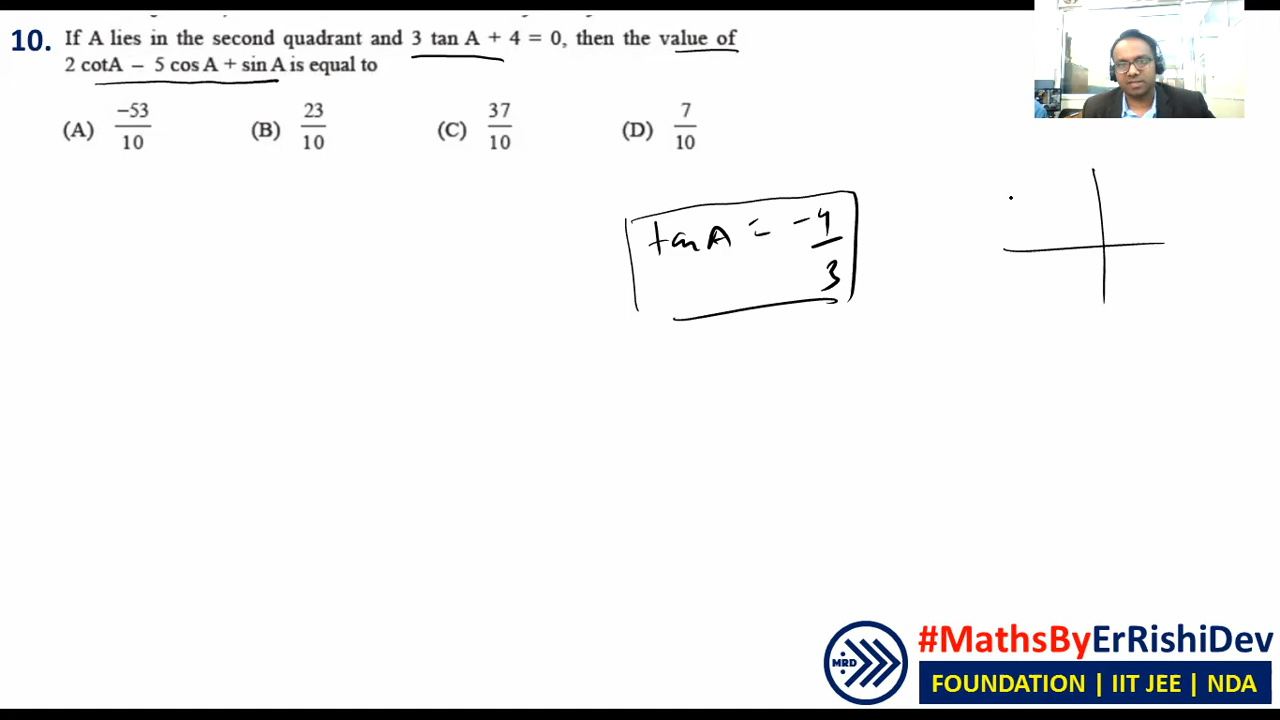 10. If A lies in the second quadrant and 3 tan A + 4 = 0, then the value of
2 cotA − 5 cos A + sin A is equal to
(A) −53/10 (B) 23/10 (C) 37/10 (D) 7/10
tan A = −4/3
#MathsByErRishiDev
MRD
FOUNDATION | IIT JEE | NDA